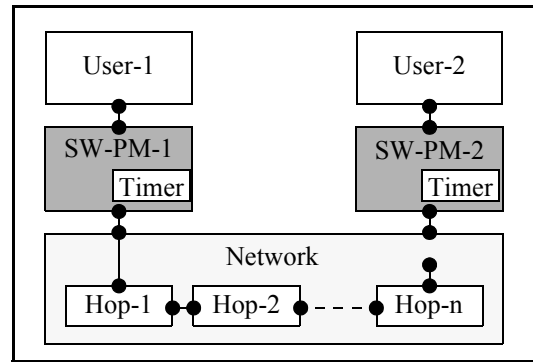 User-1 User-2
SW-PM-1 SW-PM-2
Timer Timer
Network
Hop-1 Hop-2 Hop-n